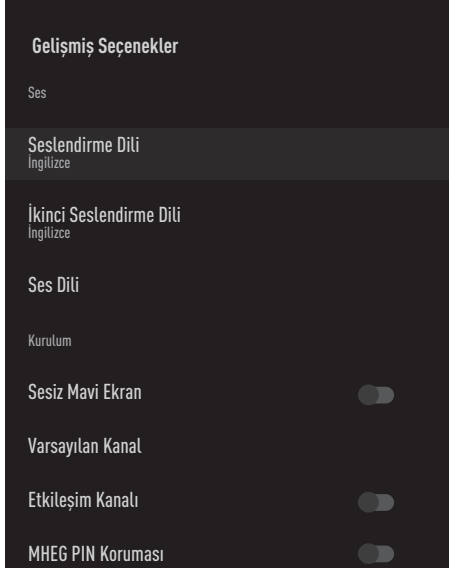 Gelişmiş Seçenekler
Ses
Seslendirme Dili
İngilizce
İkinci Seslendirme Dili
İngilizce
Ses Dili
Kurulum
Sesiz Mavi Ekran
Varsayılan Kanal
Etkileşim Kanalı
MHEG PIN Koruması